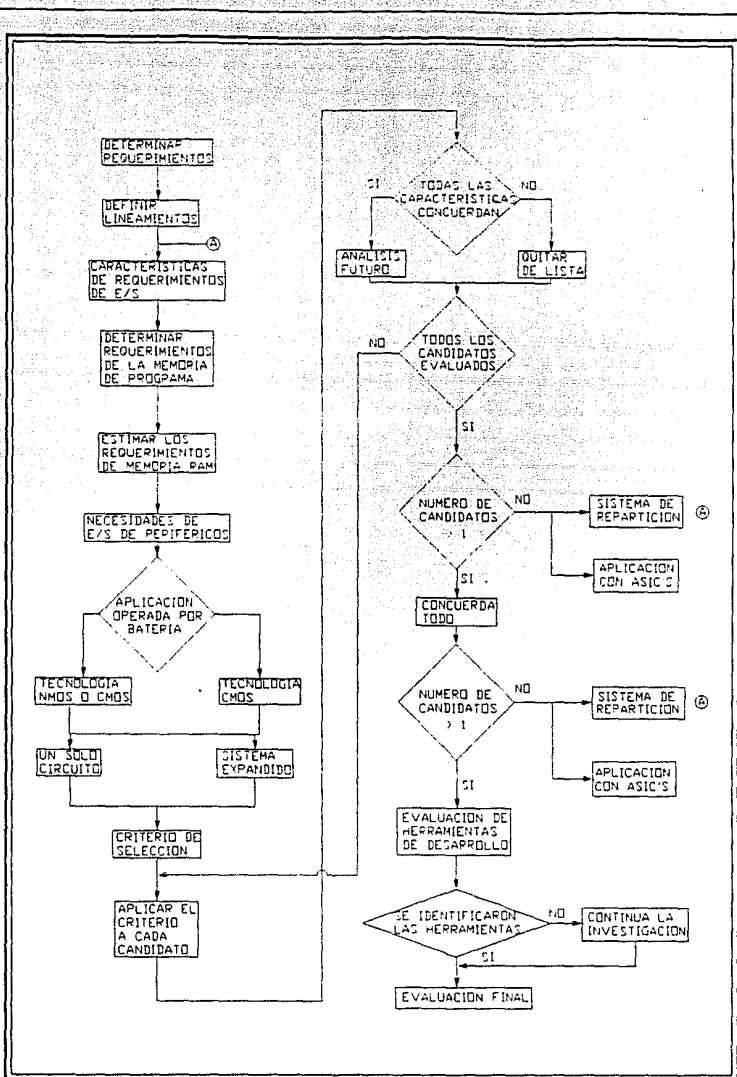 DETERMINAR
REQUERIMIENTOS
DEFINIR
LINEAMIENTOS
A
CARACTERISTICAS
DE REQUERIMIENTOS
DE E/S
DETERMINAR
REQUERIMIENTOS
DE LA MEMORIA
DE PROGRAMA
ESTIMAR LOS
REQUERIMIENTOS
DE MEMORIA RAM
NECESIDADES DE
E/S DE PERIFERICOS
APLICACION
OPERADA POR
BATERIA
TECNOLOGIA
NMOS O CMOS
TECNOLOGIA
CMOS
UN SOLO
CIRCUITO
SISTEMA
EXPANDIDO
CRITERIO DE
SELECCION
APLICAR EL
CRITERIO
A CADA
CANDIDATO
TODAS LAS
CARACTERISTICAS
CONCUERDAN
SI
NO
ANALISIS
FUTURO
QUITAR
DE LISTA
TODOS LOS
CANDIDATOS
EVALUADOS
NO
SI
NUMERO DE
CANDIDATOS
> 1
NO
SISTEMA DE
REPARTICION
A
APLICACION
CON ASIC'S
SI
CONCUERDA
TODO
NUMERO DE
CANDIDATOS
> 1
NO
SISTEMA DE
REPARTICION
A
APLICACION
CON ASIC'S
SI
EVALUACION DE
HERRAMIENTAS
DE DESARROLLO
SE IDENTIFICARON
LAS HERRAMIENTAS
NO
CONTINUA LA
INVESTIGACION
SI
EVALUACION FINAL